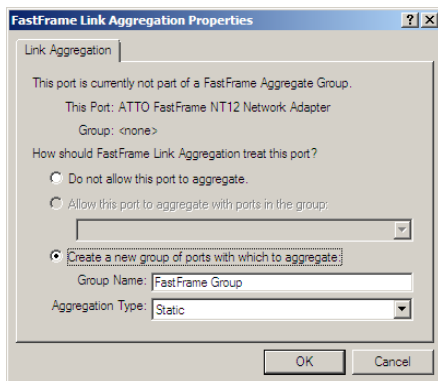 FastFrame Link Aggregation Properties
Link Aggregation
This port is currently not part of a FastFrame Aggregate Group.
This Port: ATTO FastFrame NT12 Network Adapter
Group: <none>
How should FastFrame Link Aggregation treat this port?
Do not allow this port to aggregate.
Allow this port to aggregate with ports in the group:
Create a new group of ports with which to aggregate:
Group Name: FastFrame Group
Aggregation Type: Static
OK Cancel